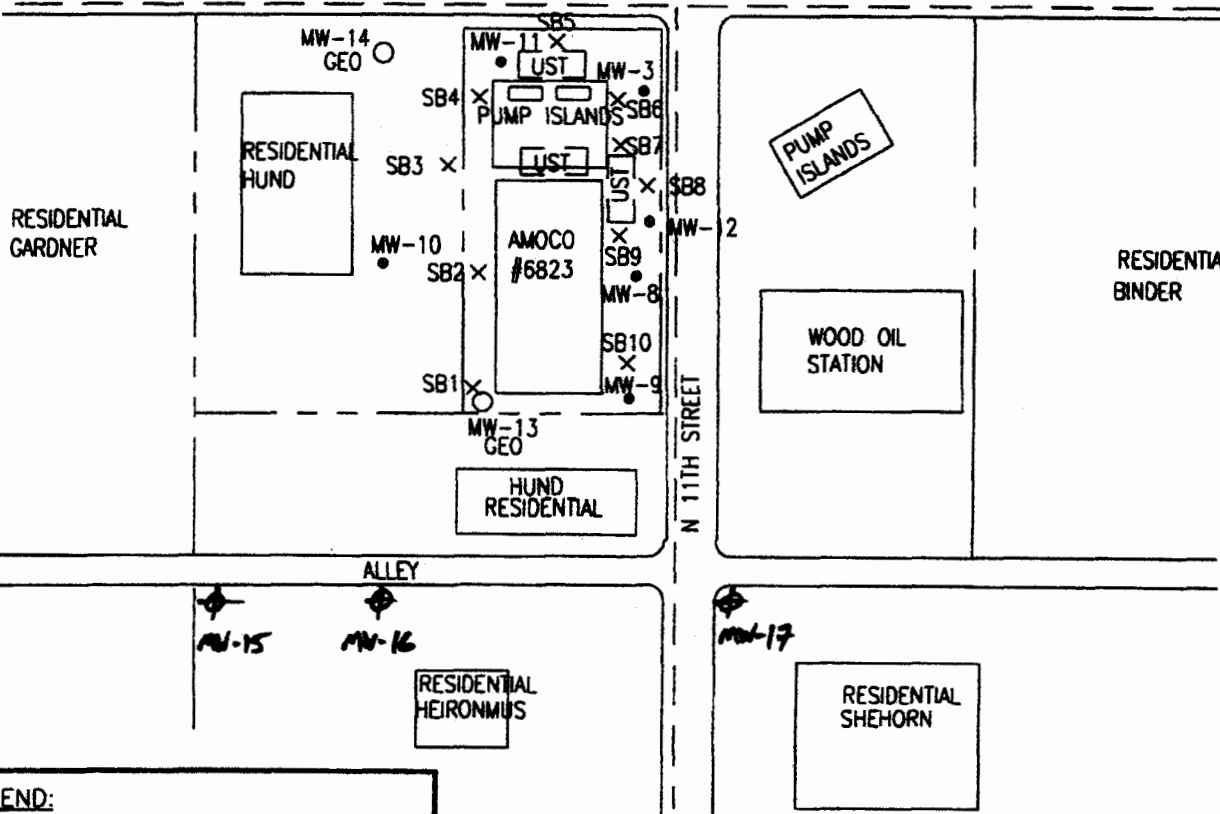 SB5
MW-14
GEO
MW-11
UST
MW-3
SB4
SB6
PUMP ISLANDS
SB7
RESIDENTIAL
HUND
SB3
UST
UST
SB8
PUMP
ISLANDS
RESIDENTIAL
GARDNER
MW-10
AMOCO
#6823
MW-12
SB9
SB2
MW-8
RESIDENTIA
BINDER
WOOD OIL
STATION
SB10
SB1
MW-9
MW-13
GEO
N 11TH STREET
HUND
RESIDENTIAL
ALLEY
MW-15
MW-16
MW-17
RESIDENTIAL
HEIRONMUS
RESIDENTIAL
SHEHORN
END: